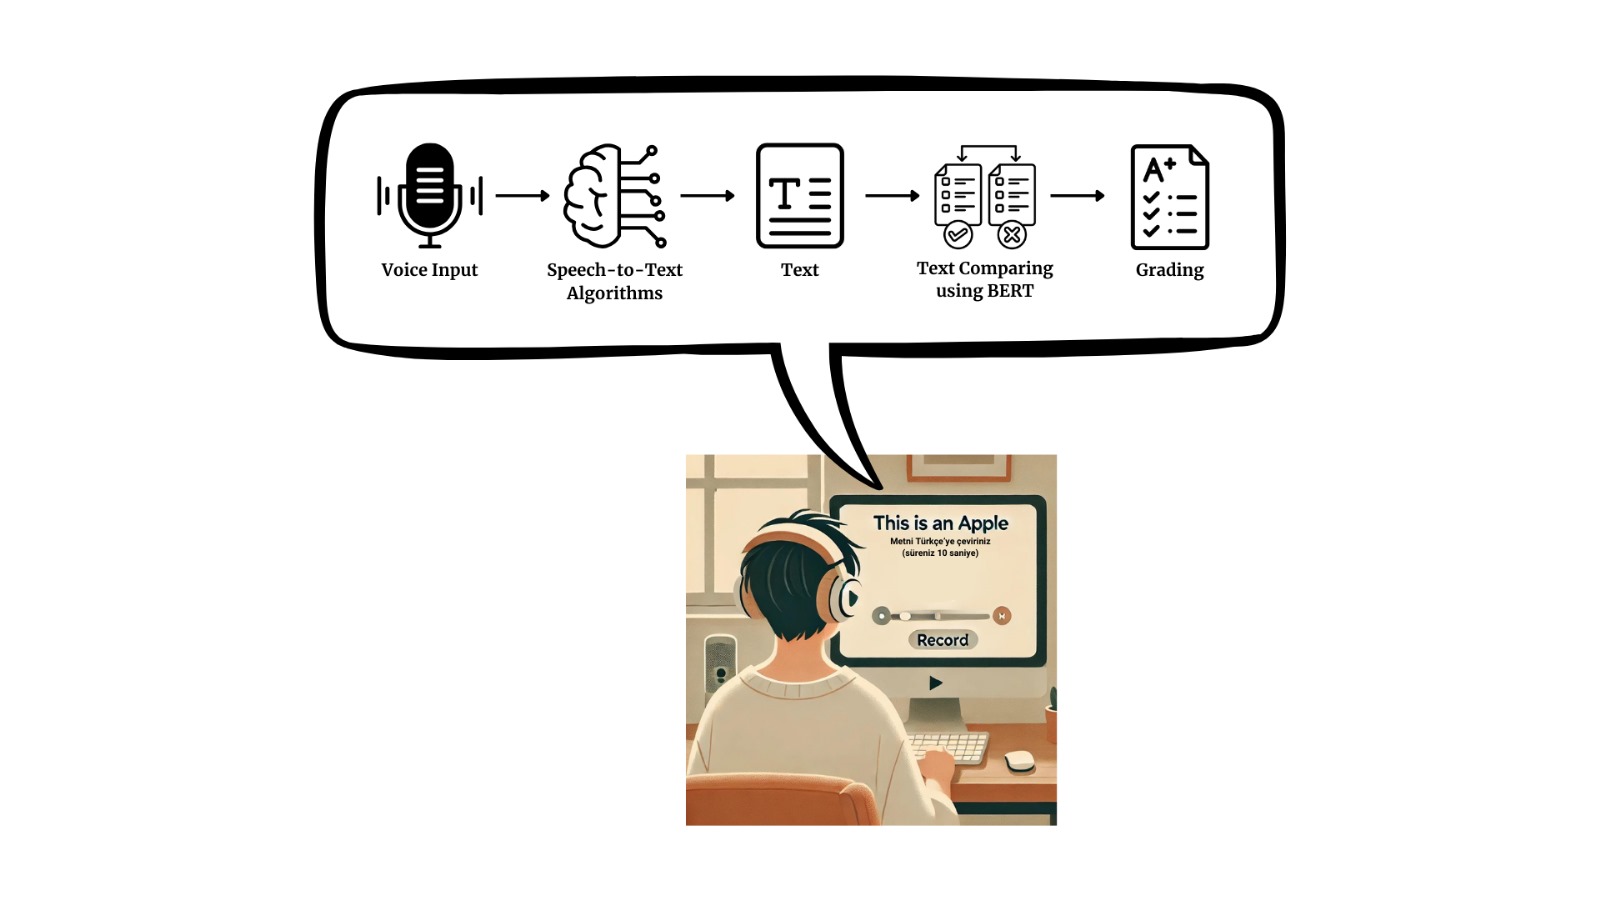 Voice Input
Speech-to-Text
Algorithms
T
Text
Text Comparing
using BERT
A+
Grading
This is an Apple
Metni Türkçe'ye çeviriniz
(süreniz 10 saniye)
Record